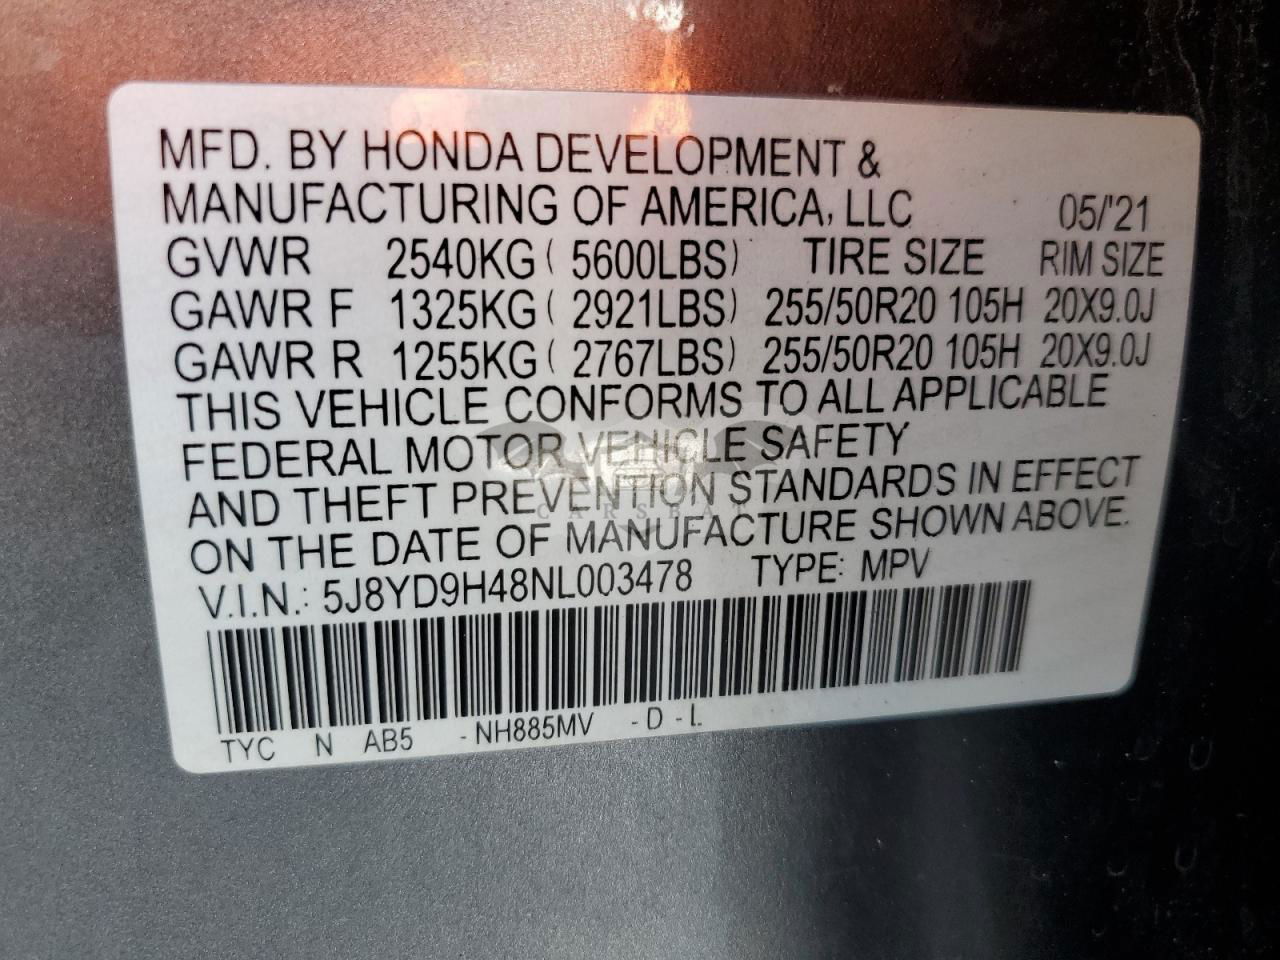 MFD. BY HONDA DEVELOPMENT &
MANUFACTURING OF AMERICA, LLC 05/'21
GVWR 2540KG ( 5600LBS) TIRE SIZE RIM SIZE
GAWR F 1325KG ( 2921LBS) 255/50R20 105H 20X9.0J
GAWR R 1255KG ( 2767LBS) 255/50R20 105H 20X9.0J
THIS VEHICLE CONFORMS TO ALL APPLICABLE
FEDERAL MOTOR VEHICLE SAFETY
AND THEFT PREVENTION STANDARDS IN EFFECT
CARSBAT
ON THE DATE OF MANUFACTURE SHOWN ABOVE.
V.I.N.: 5J8YD9H48NL003478 TYPE: MPV
TYC N AB5 -NH885MV -D -L